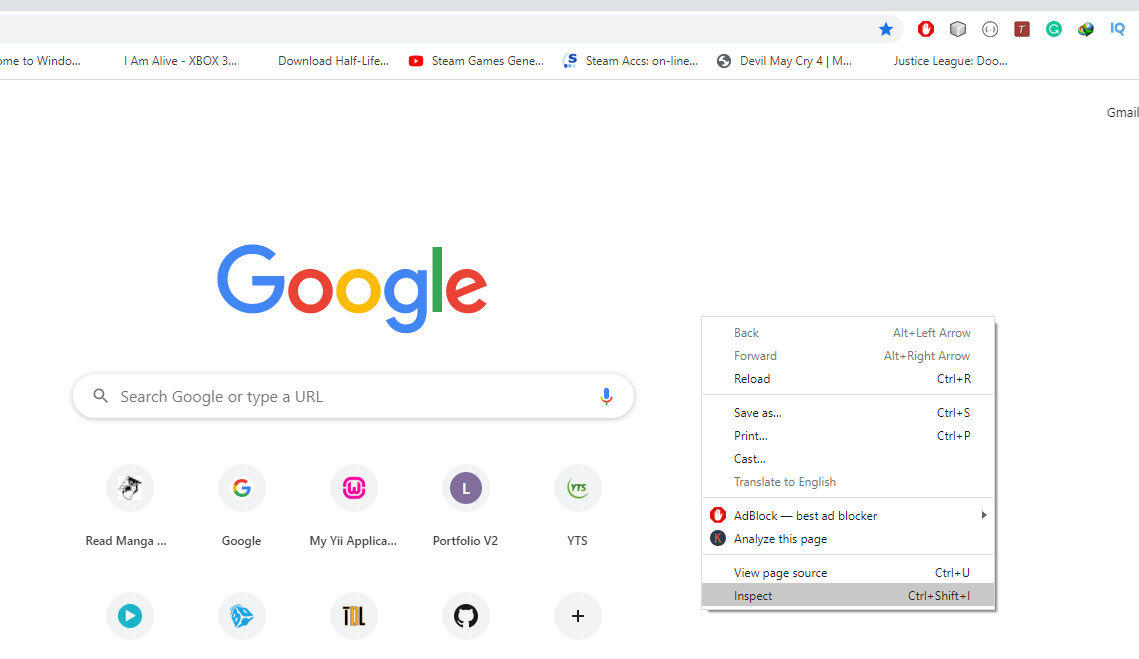 ome to Windo... I Am Alive - XBOX 3... Download Half-Life... Steam Games Gene... S Steam Accs: on-line... Devil May Cry 4 | M... Justice League: Doo...
Gmail
Google
Search Google or type a URL
L YTS
Read Manga ... Google My Yii Applica... Portfolio V2 YTS
TDL
Back Alt+Left Arrow
Forward Alt+Right Arrow
Reload Ctrl+R
Save as... Ctrl+S
Print... Ctrl+P
Cast...
Translate to English
AdBlock — best ad blocker
K Analyze this page
View page source Ctrl+U
Inspect Ctrl+Shift+I